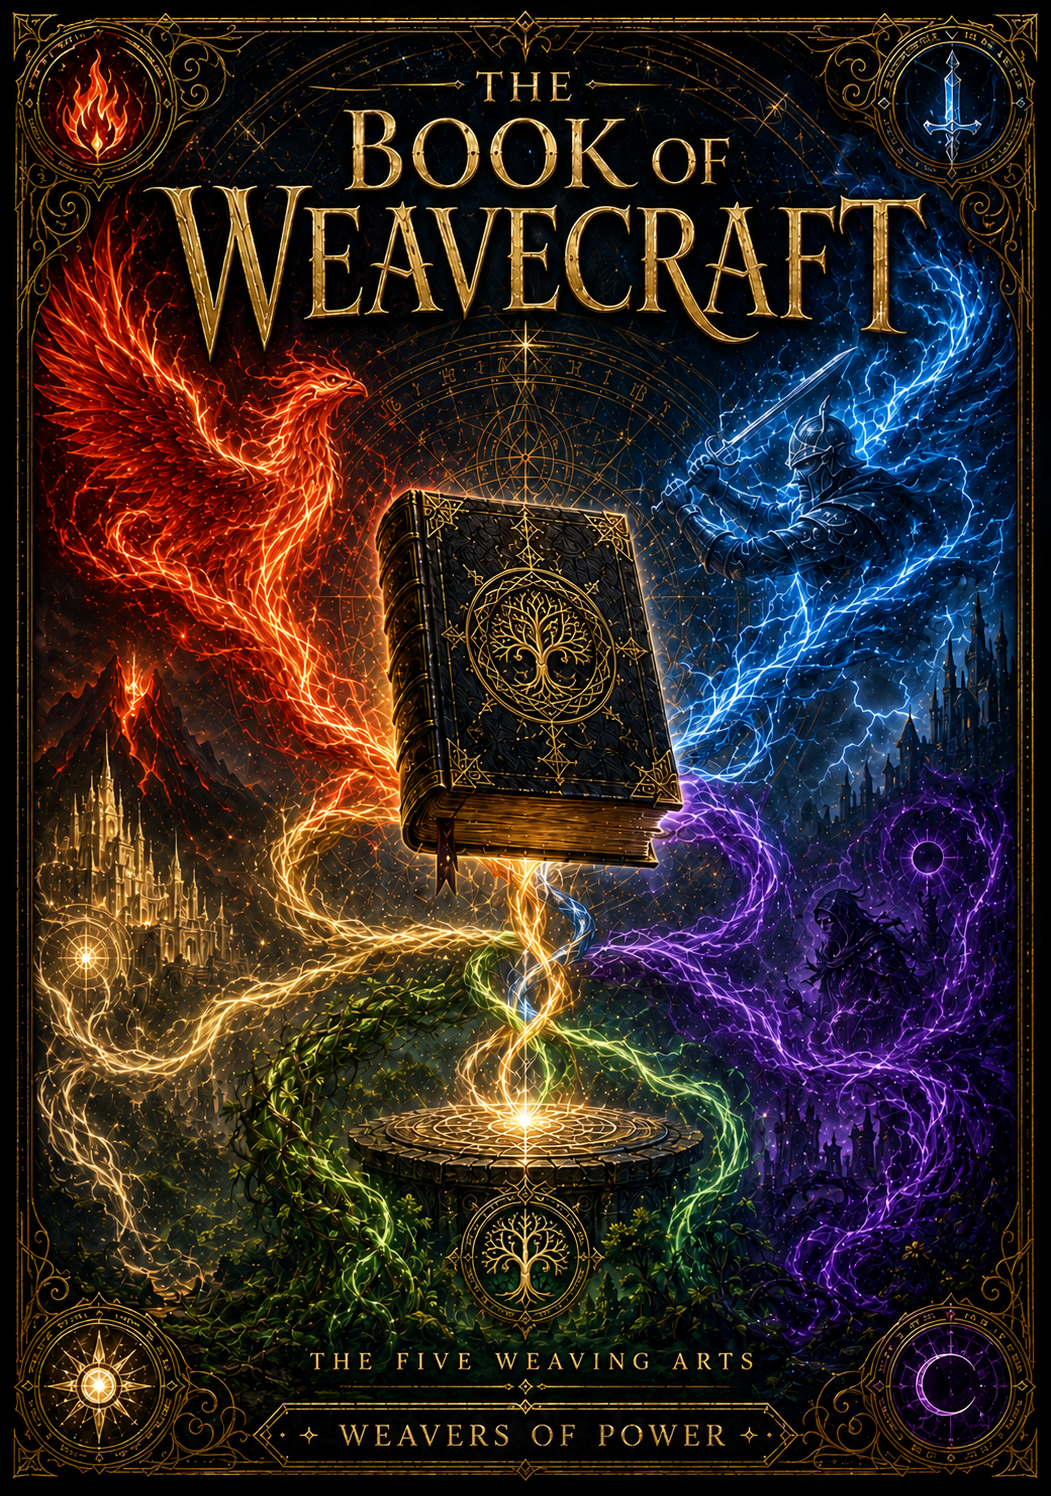 THE
BOOK OF
WEAVECRAFT
THE FIVE WEAVING ARTS
WEAVERS OF POWER